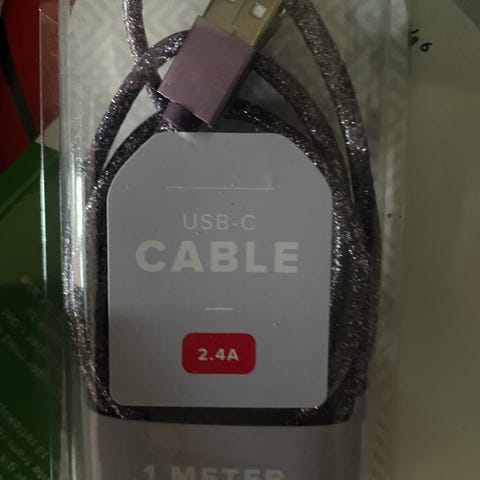 USB-C
CABLE
2.4A
1 METER